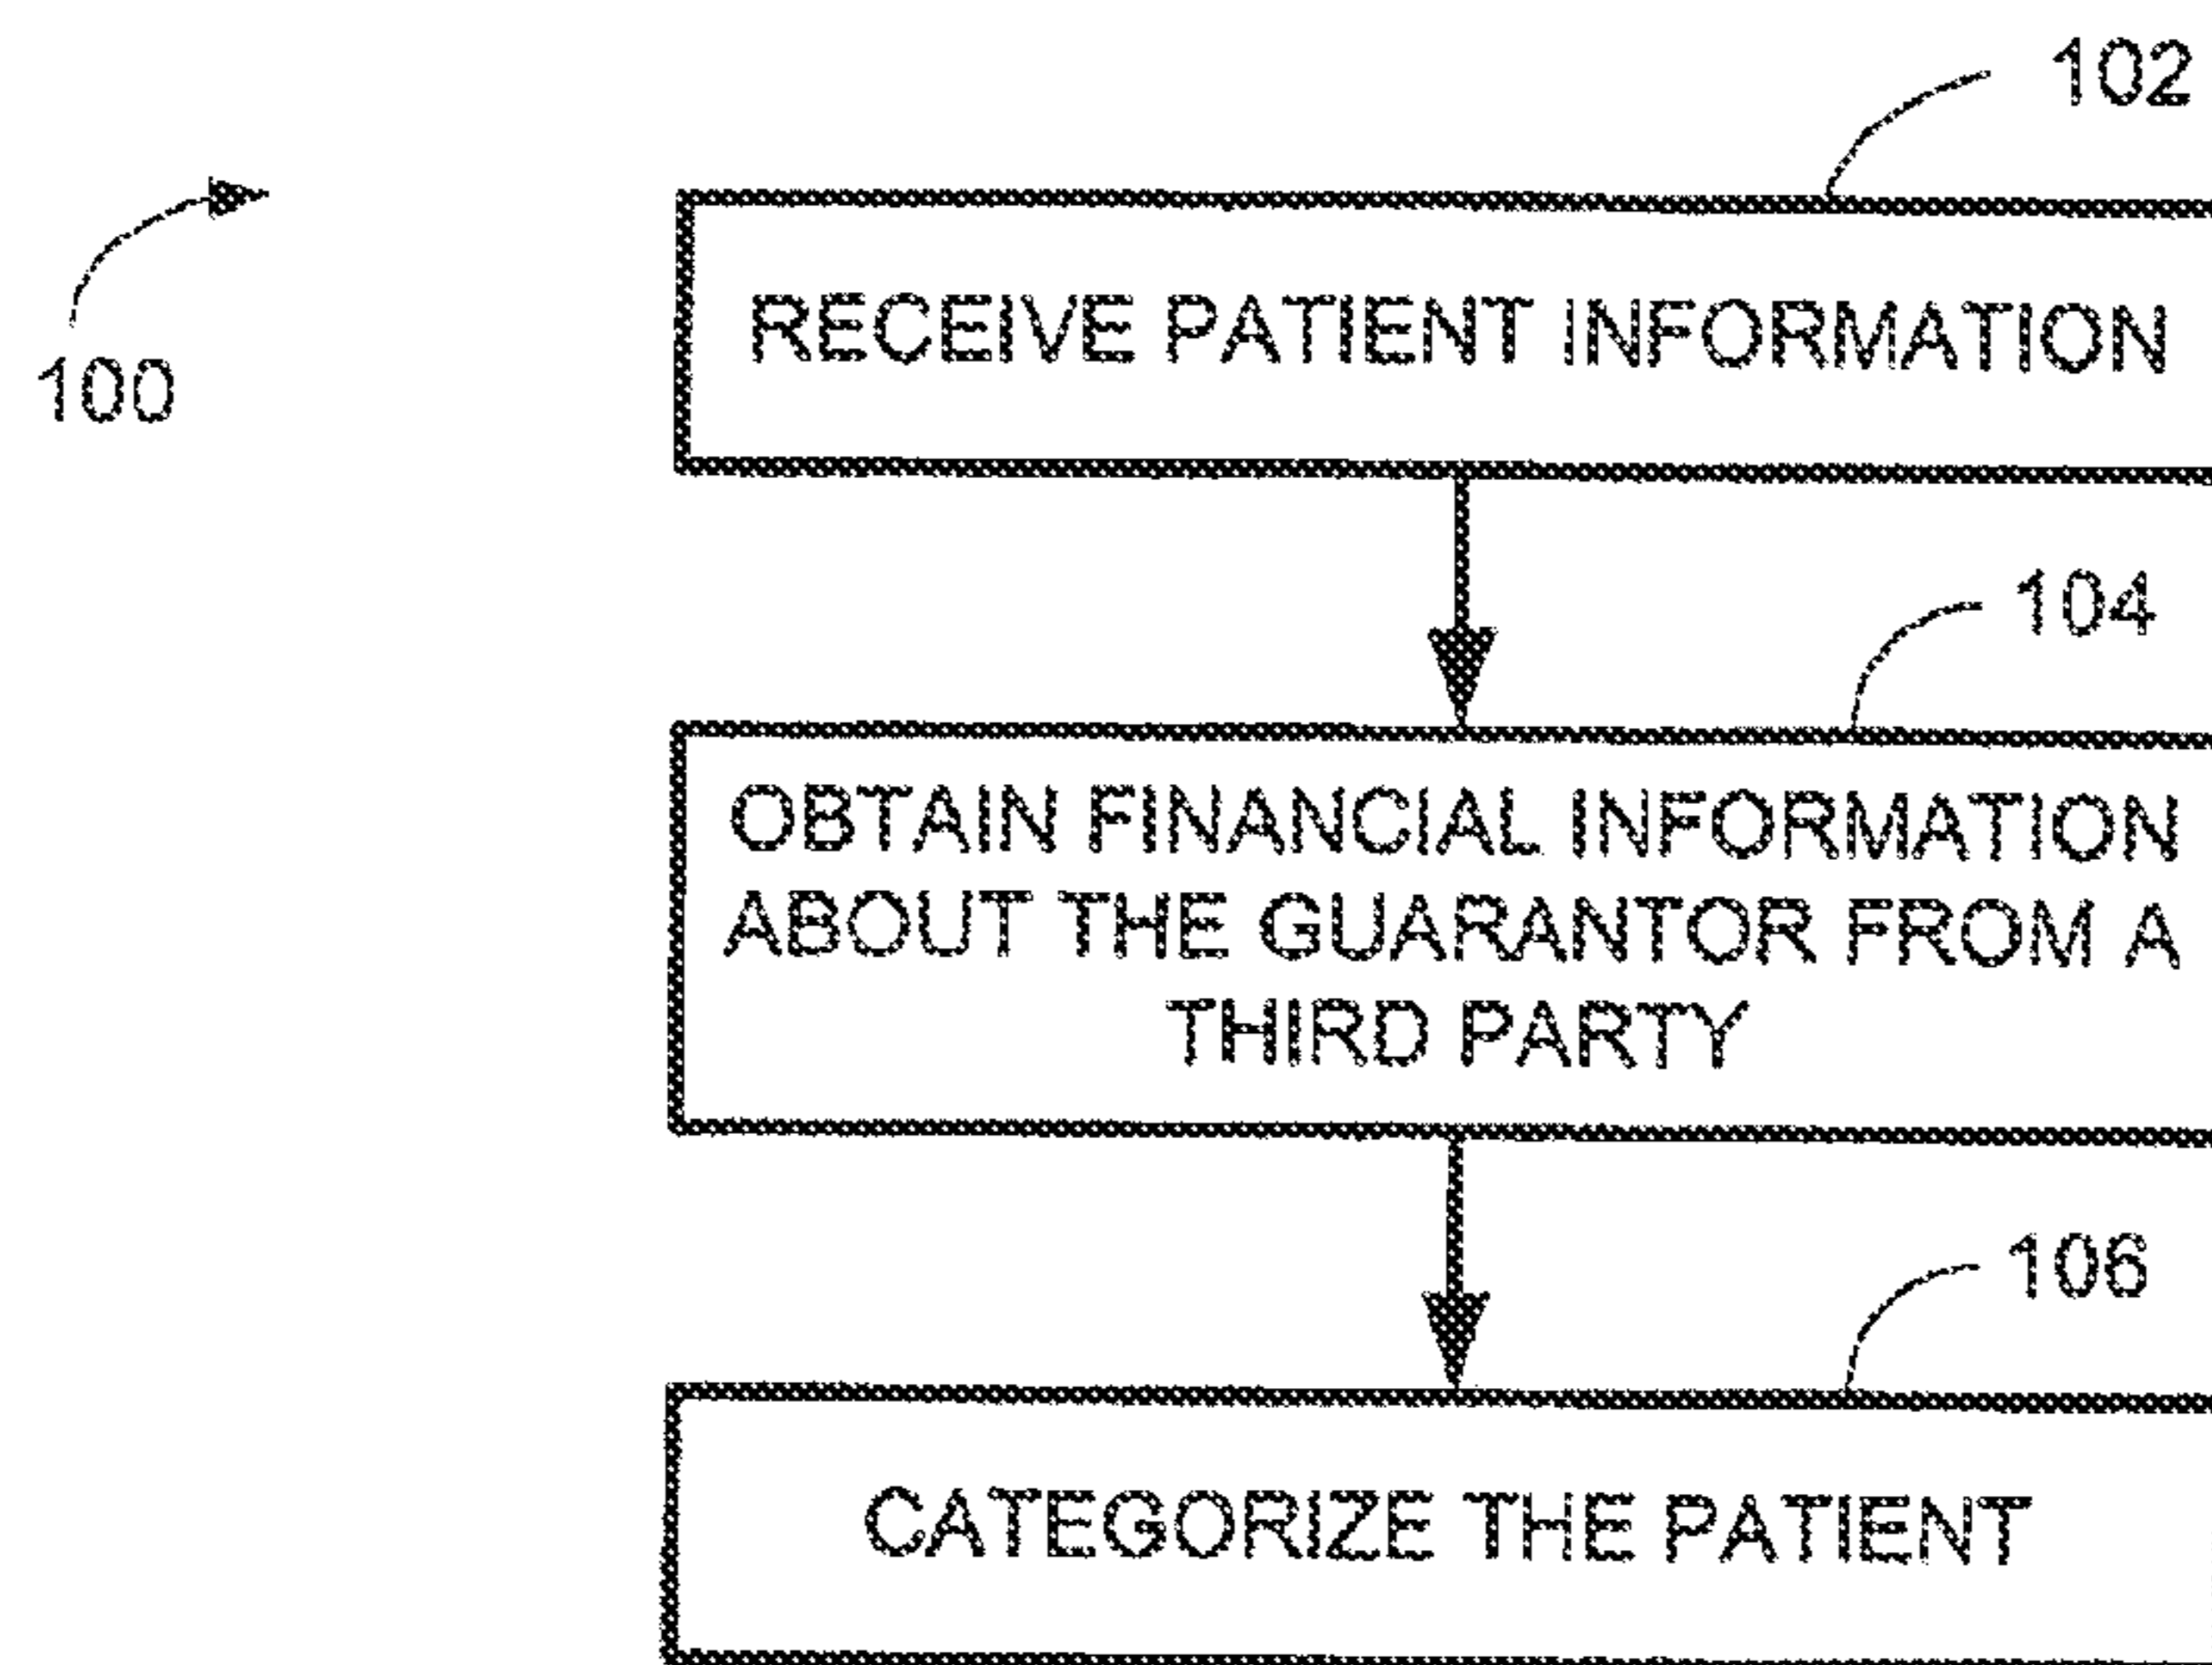 102
100
RECEIVE PATIENT INFORMATION
104
OBTAIN FINANCIAL INFORMATION
ABOUT THE GUARANTOR FROM A
THIRD PARTY
106
CATEGORIZE THE PATIENT